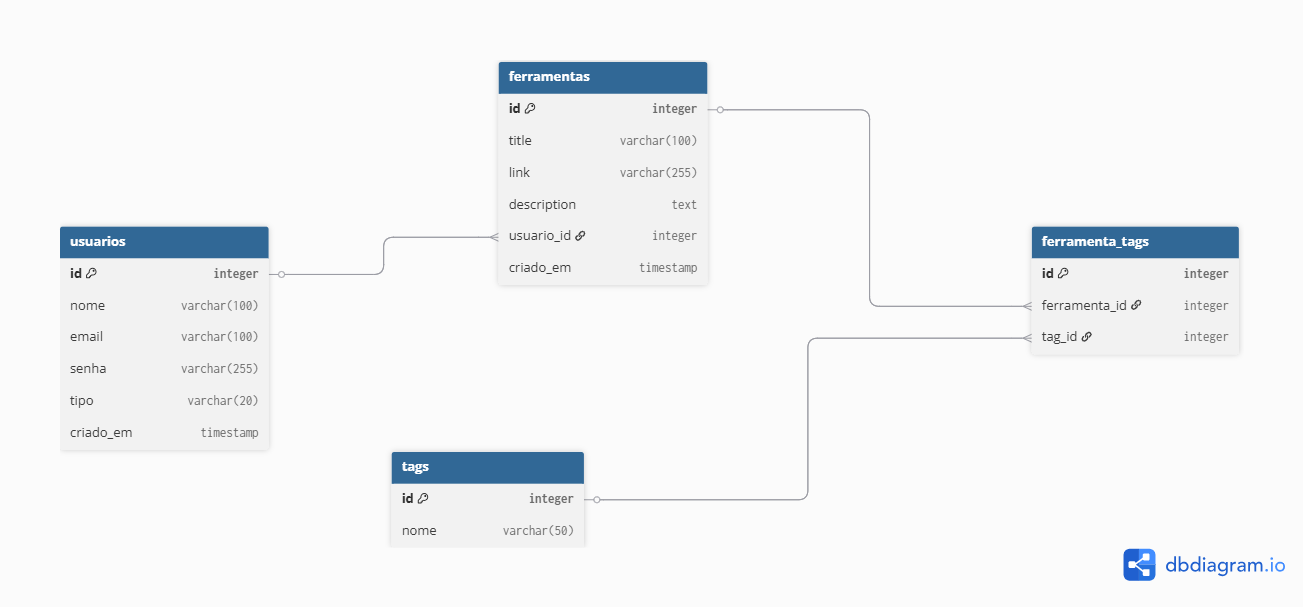 ferramentas
id integer
title varchar(100)
link varchar(255)
description text
usuario_id integer
criado_em timestamp
usuarios
id integer
nome varchar(100)
email varchar(100)
senha varchar(255)
tipo varchar(20)
criado_em timestamp
ferramenta_tags
id integer
ferramenta_id integer
tag_id integer
tags
id integer
nome varchar(50)
dbdiagram.io